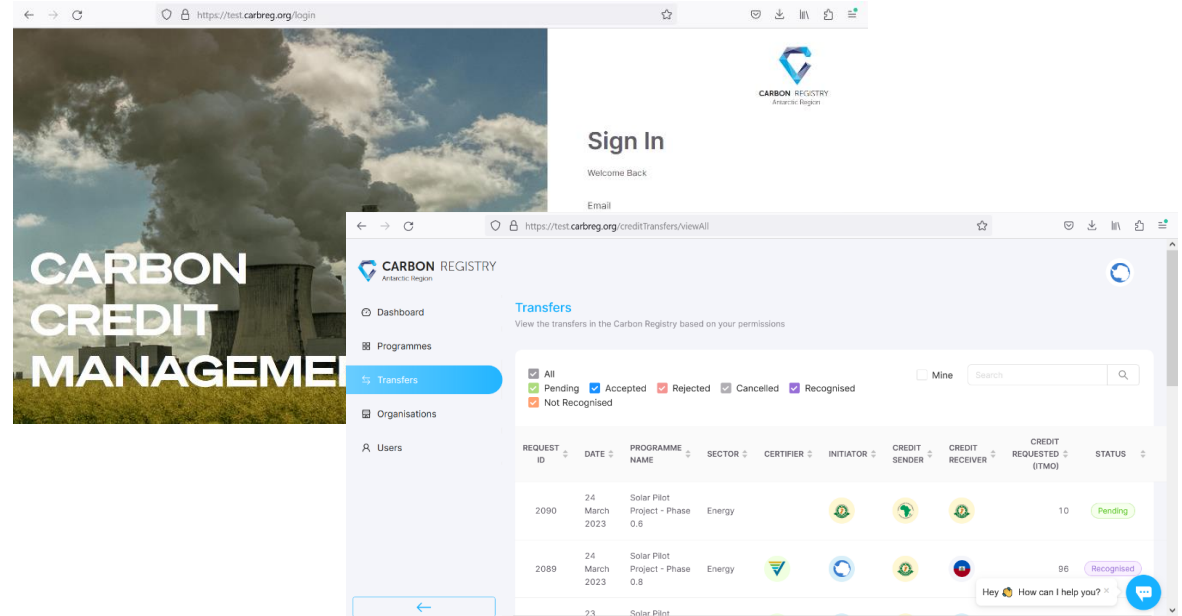 https://test.carbreg.org/login
CARBON REGISTRY
Antarctic Region
Sign In
Welcome Back
Email
CARBON
CREDIT
MANAGEME
https://test.carbreg.org/creditTransfers/viewAll
CARBON REGISTRY
Antarctic Region
Dashboard
Programmes
Transfers
Organisations
Users
Transfers
View the transfers in the Carbon Registry based on your permissions
All
Pending Accepted Rejected Cancelled Recognised
Not Recognised
Mine
Search
REQUEST ID DATE PROGRAMME NAME SECTOR CERTIFIER INITIATOR CREDIT SENDER CREDIT RECEIVER CREDIT REQUESTED (ITMO) STATUS
2090 24 March 2023 Solar Pilot Project - Phase 0.6 Energy 10 Pending
2089 24 March 2023 Solar Pilot Project - Phase 0.8 Energy 96 Recognised
23 Solar Pilot
Hey 👋 How can I help you? ×